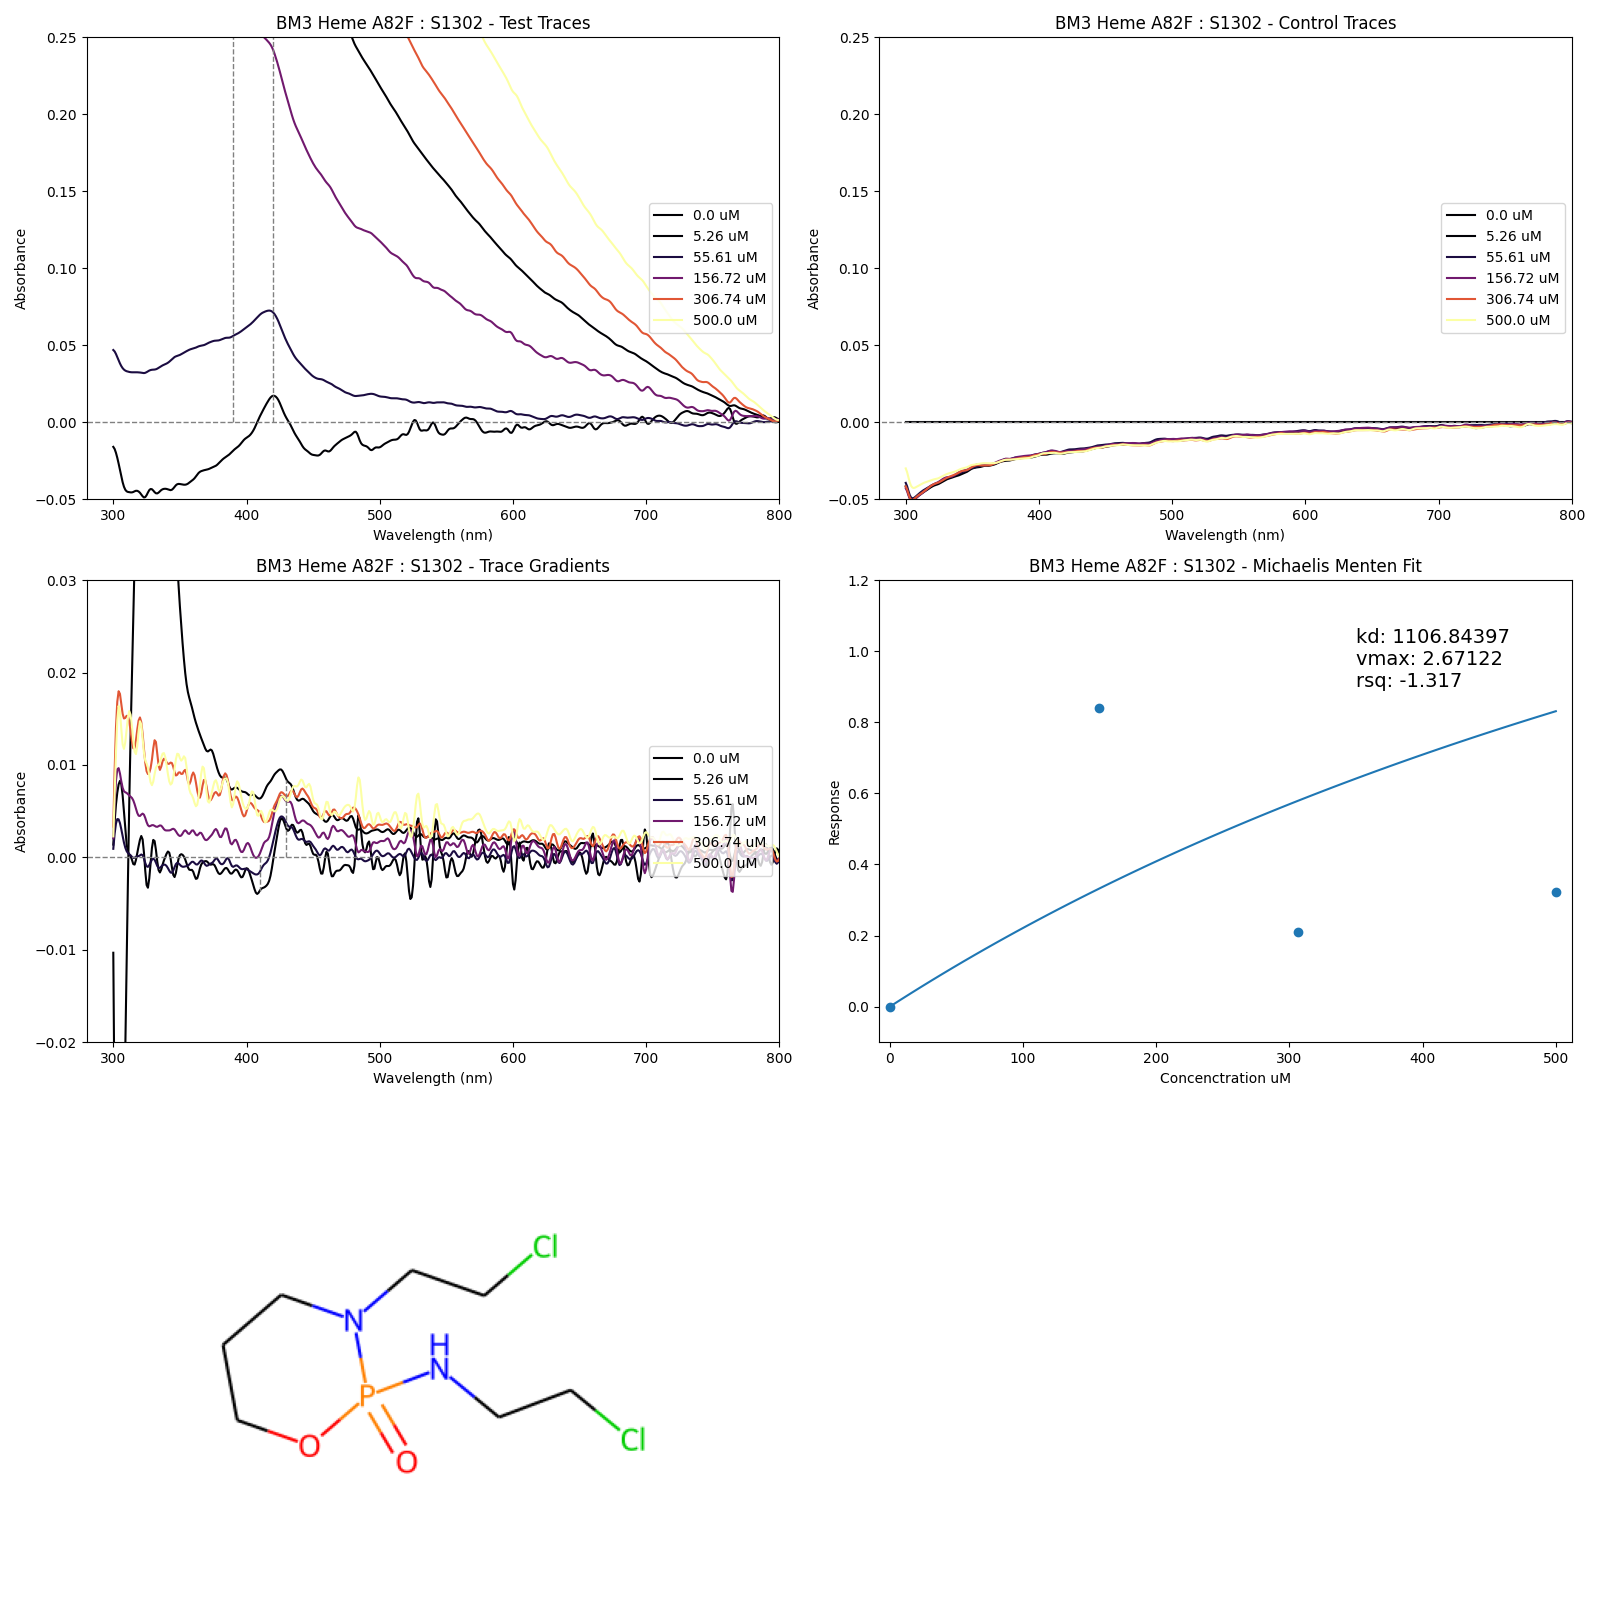 BM3 Heme A82F : S1302 - Test Traces
0.25
0.20
0.15
0.10
0.05
0.00
−0.05
Absorbance
300 400 500 600 700 800
Wavelength (nm)
0.0 uM
5.26 uM
55.61 uM
156.72 uM
306.74 uM
500.0 uM
BM3 Heme A82F : S1302 - Control Traces
0.25
0.20
0.15
0.10
0.05
0.00
−0.05
Absorbance
300 400 500 600 700 800
Wavelength (nm)
0.0 uM
5.26 uM
55.61 uM
156.72 uM
306.74 uM
500.0 uM
BM3 Heme A82F : S1302 - Trace Gradients
0.03
0.02
0.01
0.00
−0.01
−0.02
Absorbance
300 400 500 600 700 800
Wavelength (nm)
0.0 uM
5.26 uM
55.61 uM
156.72 uM
306.74 uM
500.0 uM
BM3 Heme A82F : S1302 - Michaelis Menten Fit
1.2
1.0
0.8
0.6
0.4
0.2
0.0
Response
kd: 1106.84397
vmax: 2.67122
rsq: -1.317
0 100 200 300 400 500
Concenctration uM
Cl
N
H
N
P
O
O
Cl